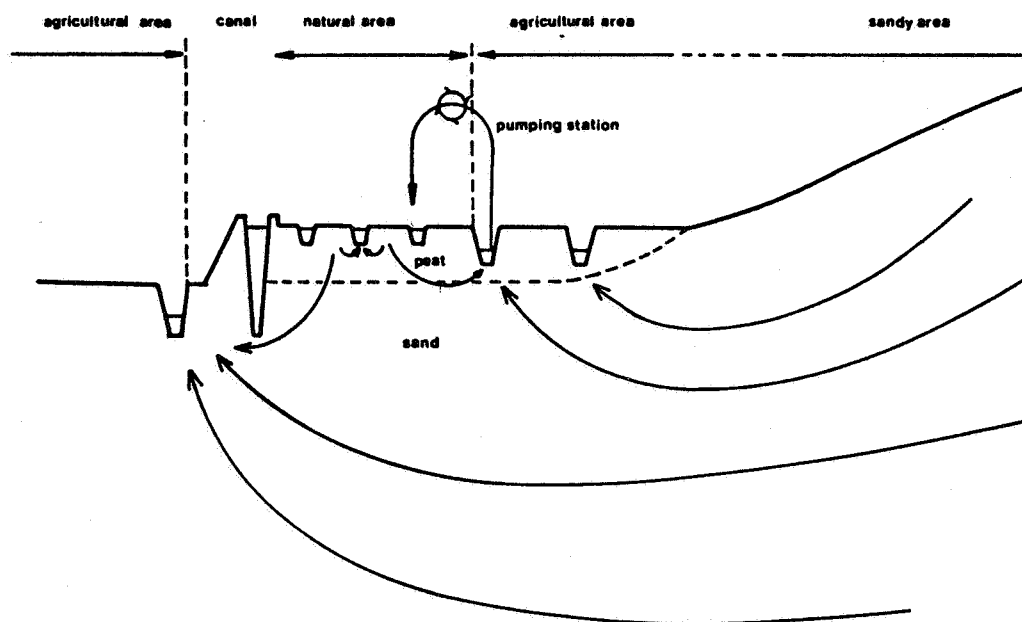 agricultural area canal natural area agricultural area sandy area
pumping station
peat
sand